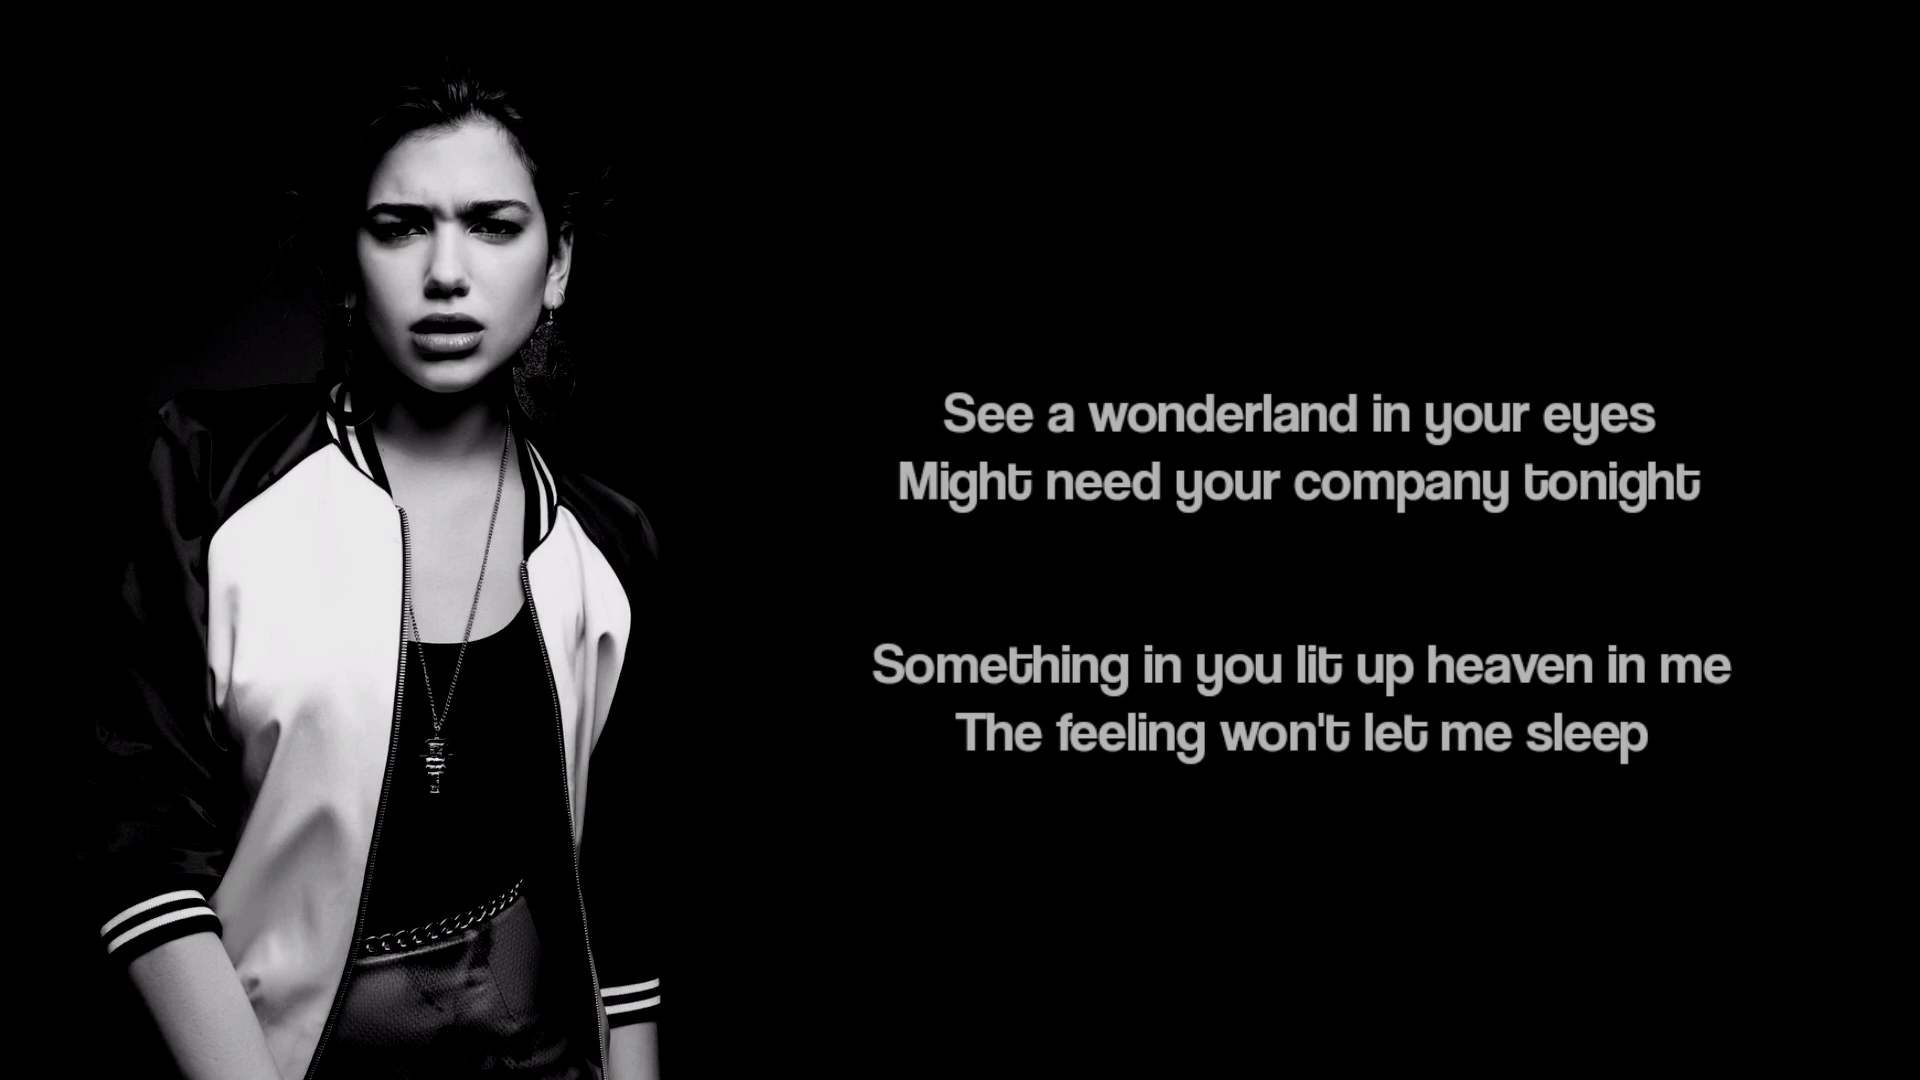 See a wonderland in your eyes
Might need your company tonight
Something in you lit up heaven in me
The feeling won't let me sleep